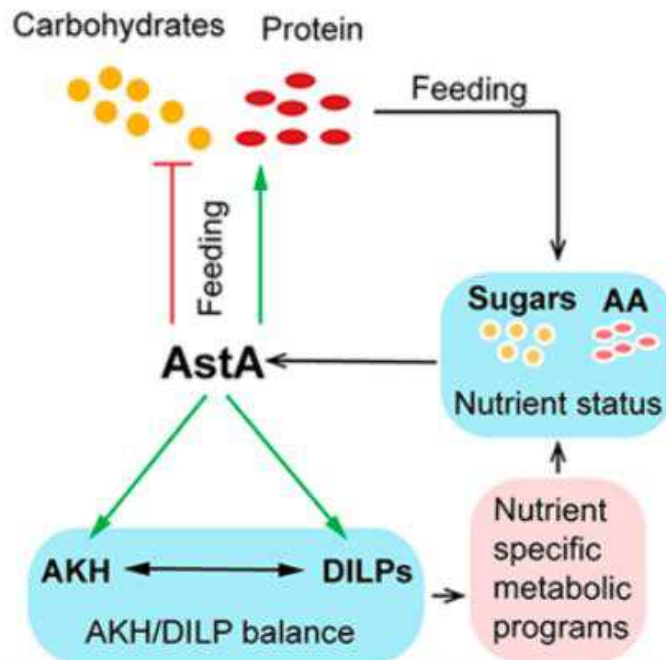 Carbohydrates
Protein
Feeding
Feeding
Sugars AA
AstA
Nutrient status
AKH
DILPs
AKH/DILP balance
Nutrient
specific
metabolic
programs